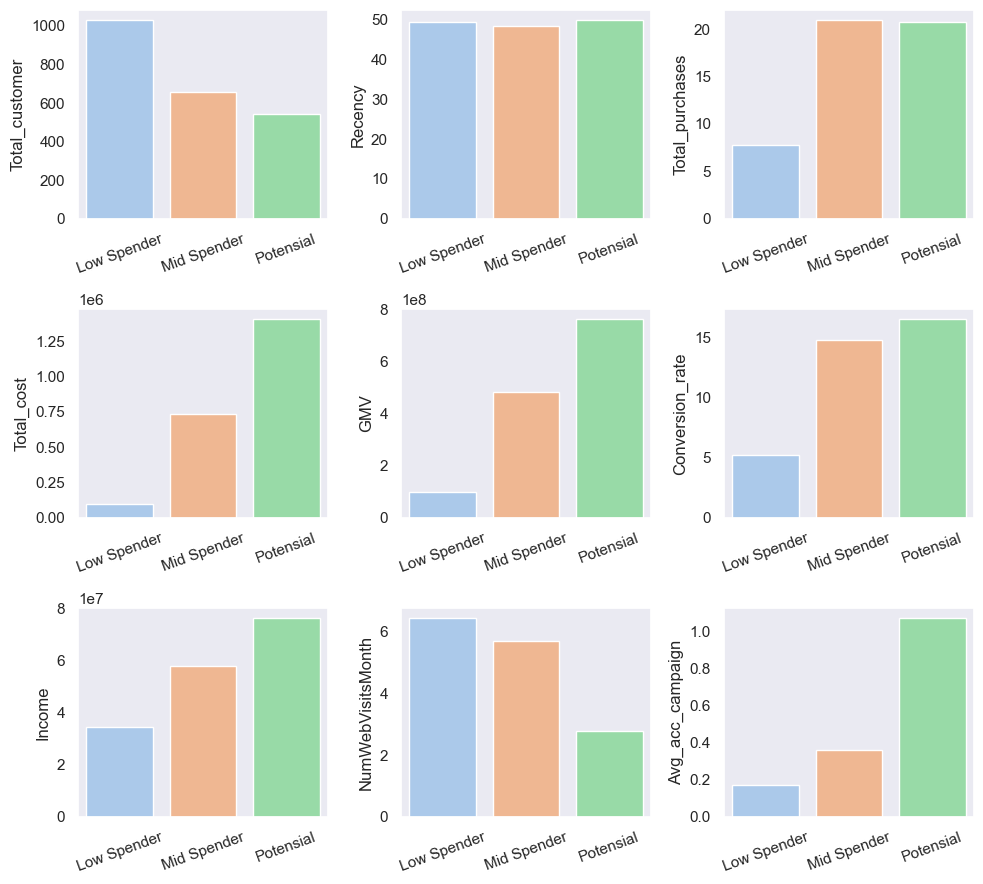 Total_customer
1000
800
600
400
200
0
Low Spender
Mid Spender
Potensial
Recency
50
40
30
20
10
0
Low Spender
Mid Spender
Potensial
Total_purchases
20
15
10
5
0
Low Spender
Mid Spender
Potensial
1e6
Total_cost
1.25
1.00
0.75
0.50
0.25
0.00
Low Spender
Mid Spender
Potensial
1e8
GMV
8
6
4
2
0
Low Spender
Mid Spender
Potensial
Conversion_rate
15
10
5
0
Low Spender
Mid Spender
Potensial
1e7
Income
8
6
4
2
0
Low Spender
Mid Spender
Potensial
NumWebVisitsMonth
6
4
2
0
Low Spender
Mid Spender
Potensial
Avg_acc_campaign
1.0
0.8
0.6
0.4
0.2
0.0
Low Spender
Mid Spender
Potensial